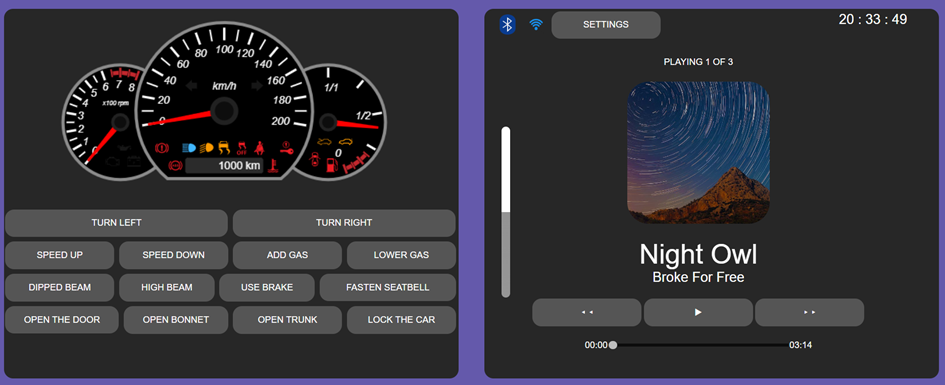 80 100 120
60 140
40 km/h 160
20 180
0 200
1000 km
OFF
0 1 2 3 4 5 6 7 8
x100 rpm
1/1
1/2
0
TURN LEFT TURN RIGHT
SPEED UP SPEED DOWN ADD GAS LOWER GAS
DIPPED BEAM HIGH BEAM USE BRAKE FASTEN SEATBELL
OPEN THE DOOR OPEN BONNET OPEN TRUNK LOCK THE CAR
SETTINGS
20 : 33 : 49
PLAYING 1 OF 3
Night Owl
Broke For Free
00:00 03:14